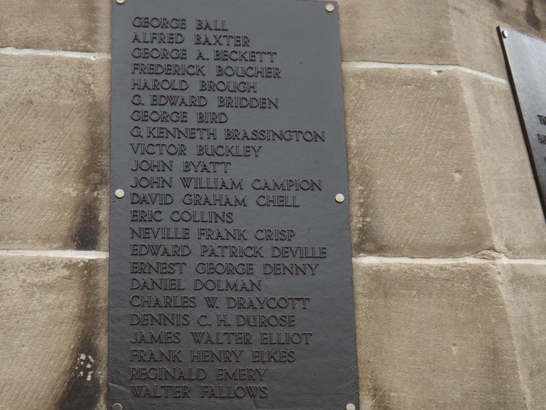 GEORGE BALL
ALFRED BAXTER
GEORGE A. BECKETT
FREDERICK BOUCHER
HAROLD BROUGH
G. EDWARD BRIDDEN
GEORGE BIRD
G. KENNETH BRASSINGTON
VICTOR BUCKLEY
JOHN BYATT
JOHN WILLIAM CAMPION
DAVID GRAHAM CHELL
ERIC COLLINS
NEVILLE FRANK CRISP
EDWARD PATRICK DEVILLE
ERNEST GEORGE DENNY
DANIEL DOLMAN
CHARLES W. DRAYCOTT
DENNIS C. H. DUROSE
JAMES WALTER ELLIOT
FRANK HENRY ELKES
REGINALD EMERY
WALTER FALLOWS